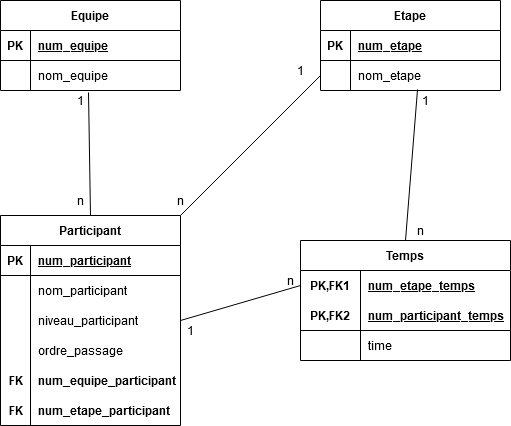 Equipe
PK num_equipe
nom_equipe
1
n
Etape
PK num_etape
nom_etape
1
1
n
n
Participant
PK num_participant
nom_participant
niveau_participant
ordre_passage
FK num_equipe_participant
FK num_etape_participant
n
1
Temps
PK,FK1 num_etape_temps
PK,FK2 num_participant_temps
time